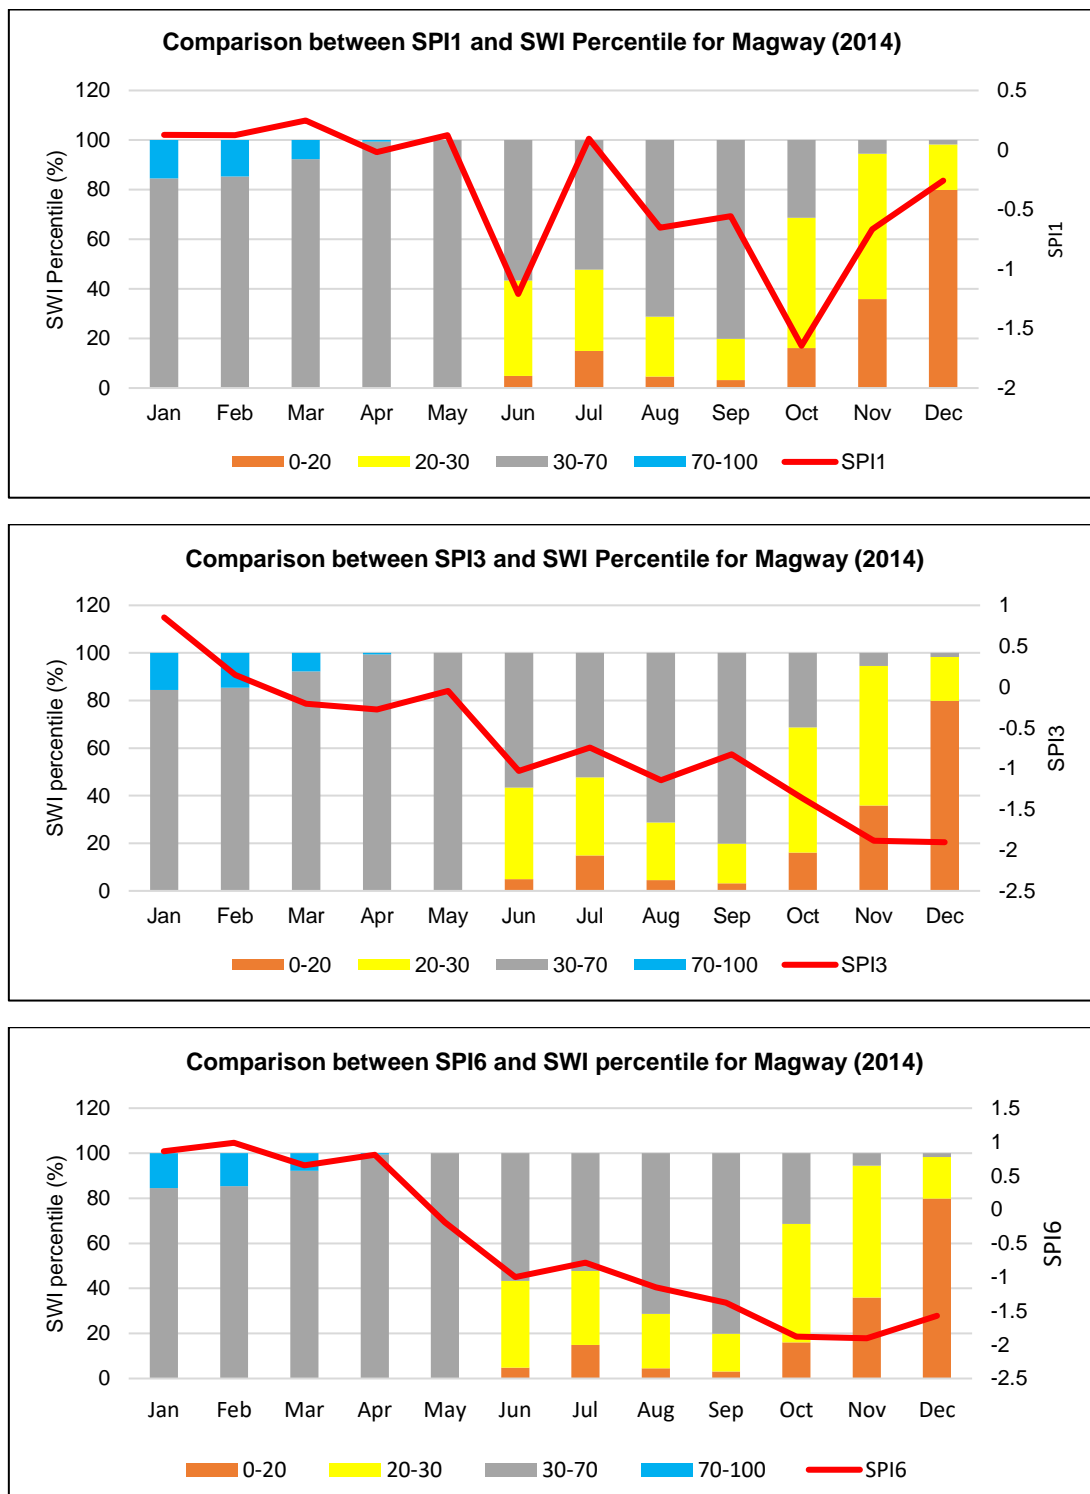 Comparison between SPI1 and SWI Percentile for Magway (2014)
120
100
80
60
40
20
0
SWI Percentile (%)
0.5
0
-0.5
-1
-1.5
-2
SPI1
Jan Feb Mar Apr May Jun Jul Aug Sep Oct Nov Dec
0-20 20-30 30-70 70-100 SPI1
Comparison between SPI3 and SWI Percentile for Magway (2014)
120
100
80
60
40
20
0
SWI percentile (%)
1
0.5
0
-0.5
-1
-1.5
-2
-2.5
SPI3
Jan Feb Mar Apr May Jun Jul Aug Sep Oct Nov Dec
0-20 20-30 30-70 70-100 SPI3
Comparison between SPI6 and SWI percentile for Magway (2014)
120
100
80
60
40
20
0
SWI percentile (%)
1.5
1
0.5
0
-0.5
-1
-1.5
-2
-2.5
SPI6
Jan Feb Mar Apr May Jun Jul Aug Sep Oct Nov Dec
0-20 20-30 30-70 70-100 SPI6